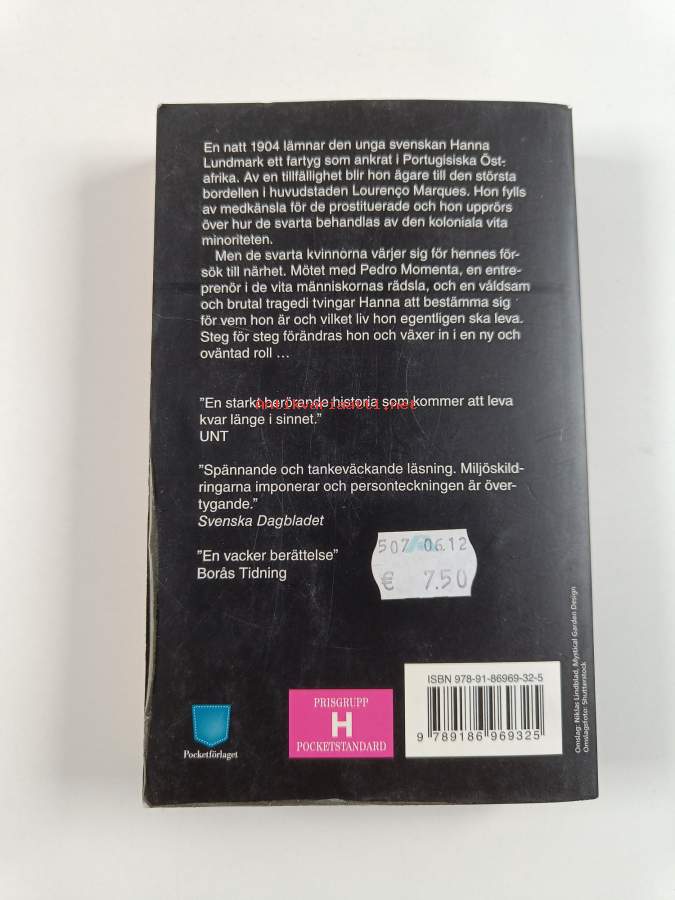 En natt 1904 lämnar den unga svenskan Hanna
Lundmark ett fartyg som ankrat i Portugisiska Öst-
afrika. Av en tillfällighet blir hon ägare till den största
bordellen i huvudstaden Lourenço Marques. Hon fylls
av medkänsla för de prostituerade och hon upprörs
över hur de svarta behandlas av den koloniala vita
minoriteten.
Men de svarta kvinnorna värjer sig för hennes för-
sök till närhet. Mötet med Pedro Momenta, en entre-
prenör i de vita människornas rädsla, och en våldsam
och brutal tragedi tvingar Hanna att bestämma sig
för vem hon är och vilket liv hon egentligen ska leva.
Steg för steg förändras hon och växer in i en ny och
oväntad roll ...
"En stark berörande historia som kommer att leva
Antikvariaatti.net
kvar länge i sinnet."
UNT
"Spännande och tankeväckande läsning. Miljöskild-
ringarna imponerar och personteckningen är över-
tygande."
Svenska Dagbladet
"En vacker berättelse"
Borås Tidning
507 06.12
€ 7.50
ISBN 978-91-86969-32-5
9 789186 969325
PRISGRUPP
H
POCKETSTANDARD
Pocketförlaget
Omslag: Niklas Lindblad, Mystical Garden Design
Omslagsfoto: Shutterstock